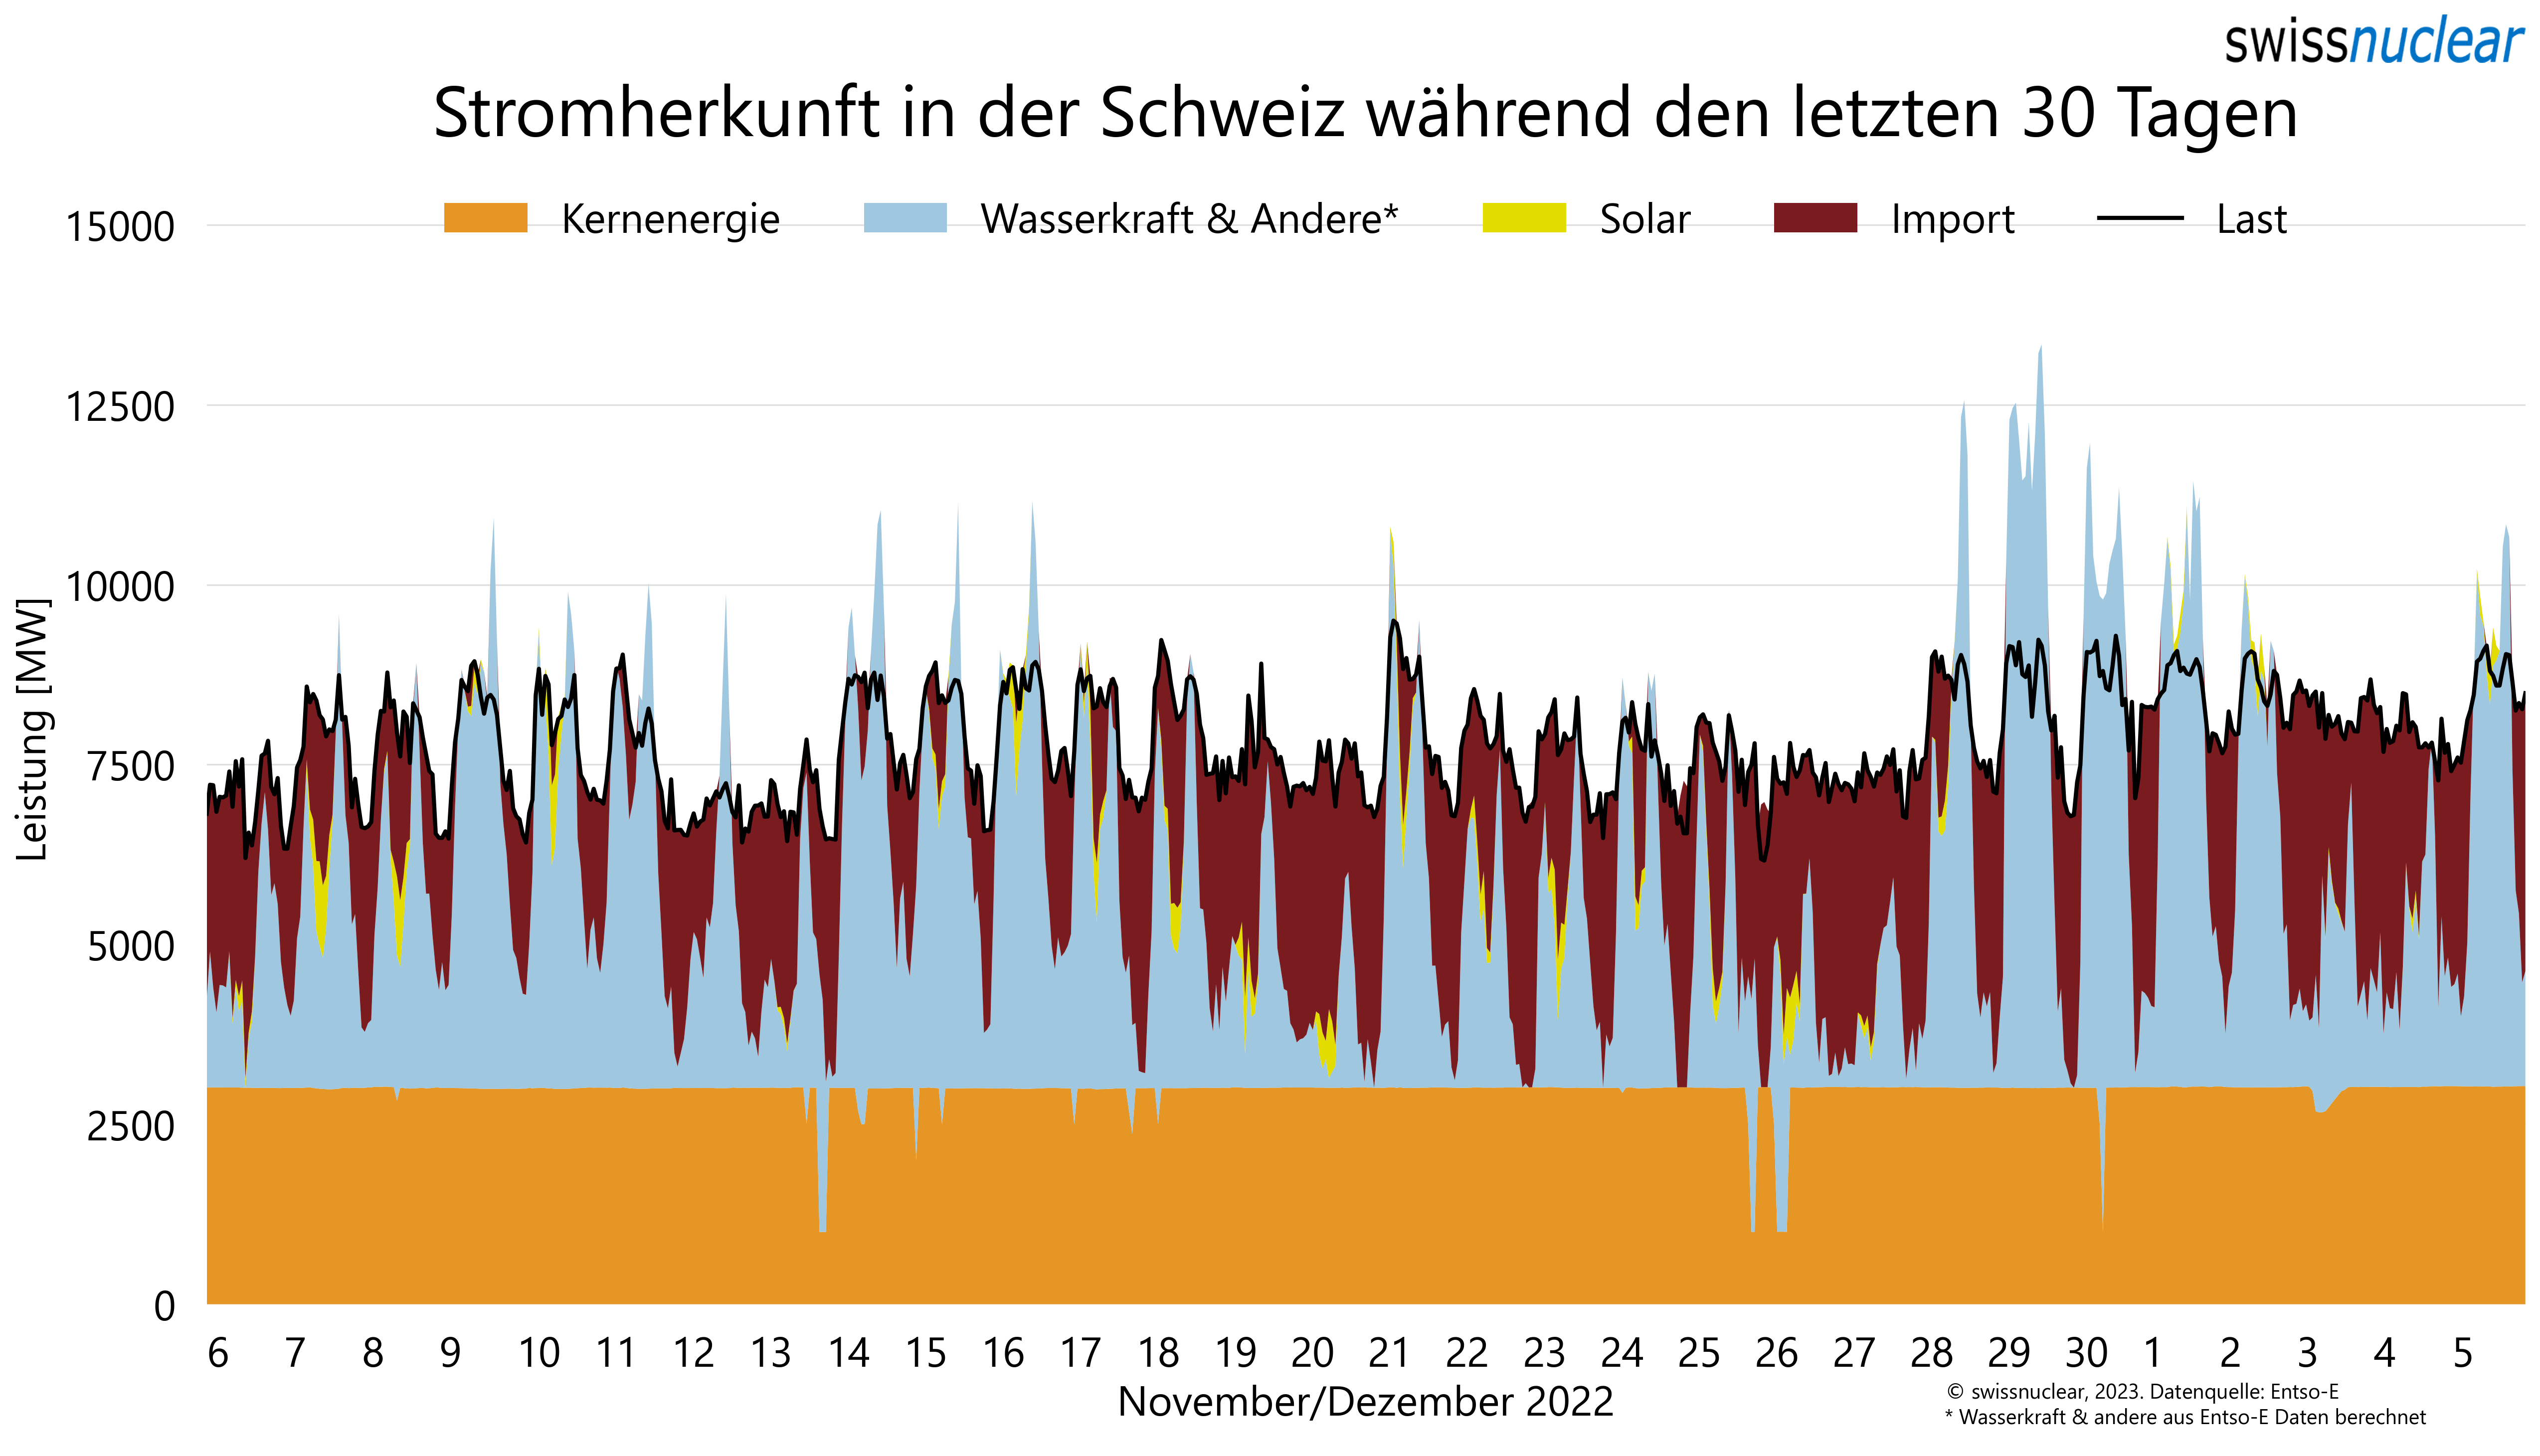 swissnuclear
Stromherkunft in der Schweiz während den letzten 30 Tagen
Kernenergie Wasserkraft & Andere* Solar Import Last
15000
12500
10000
7500
5000
2500
0
Leistung [MW]
6 7 8 9 10 11 12 13 14 15 16 17 18 19 20 21 22 23 24 25 26 27 28 29 30 1 2 3 4 5
November/Dezember 2022
© swissnuclear, 2023. Datenquelle: Entso-E
* Wasserkraft & andere aus Entso-E Daten berechnet